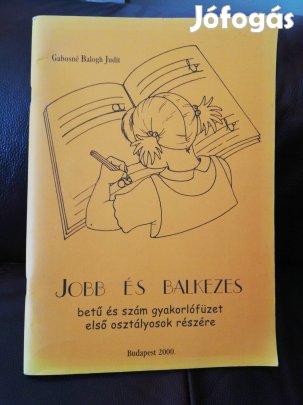 Jófogás
Gabosné Balogh Judit
JOBB ÉS BALKEZES
betű és szám gyakorlófüzet
első osztályosok részére
Budapest 2000.